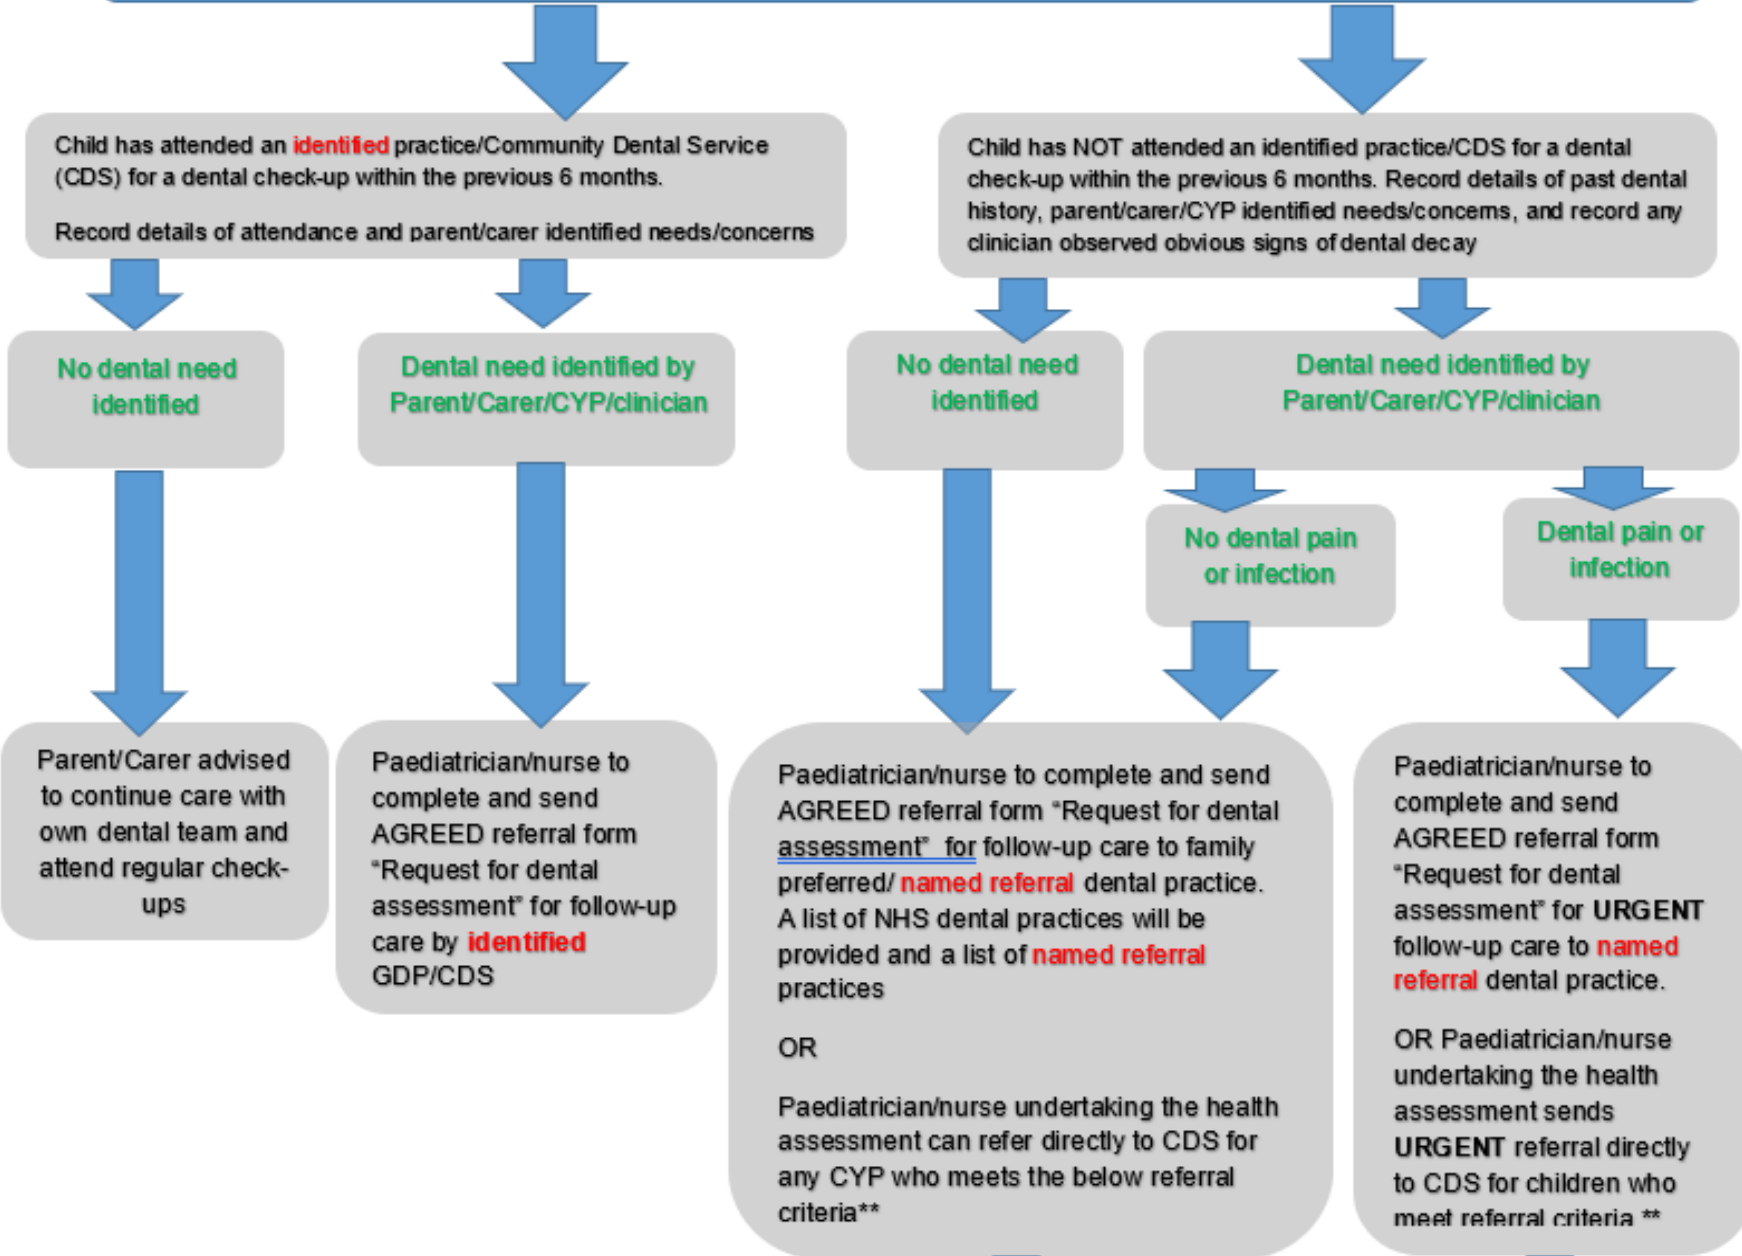 Child has attended an identified practice/Community Dental Service
(CDS) for a dental check-up within the previous 6 months.
Record details of attendance and parent/carer identified needs/concerns
Child has NOT attended an identified practice/CDS for a dental
check-up within the previous 6 months. Record details of past dental
history, parent/carer/CYP identified needs/concerns, and record any
clinician observed obvious signs of dental decay
No dental need
identified
Dental need identified by
Parent/Carer/CYP/clinician
No dental need
identified
Dental need identified by
Parent/Carer/CYP/clinician
No dental pain
or infection
Dental pain or
infection
Parent/Carer advised
to continue care with
own dental team and
attend regular check-
ups
Paediatrician/nurse to
complete and send
AGREED referral form
“Request for dental
assessment” for follow-up
care by identified
GDP/CDS
Paediatrician/nurse to complete and send
AGREED referral form “Request for dental
assessment”  for follow-up care to family
preferred/ named referral dental practice.
A list of NHS dental practices will be
provided and a list of named referral
practices
OR
Paediatrician/nurse undertaking the health
assessment can refer directly to CDS for
any CYP who meets the below referral
criteria**
Paediatrician/nurse to
complete and send
AGREED referral form
“Request for dental
assessment” for URGENT
follow-up care to named
referral dental practice.
OR Paediatrician/nurse
undertaking the health
assessment sends
URGENT referral directly
to CDS for children who
meet referral criteria **